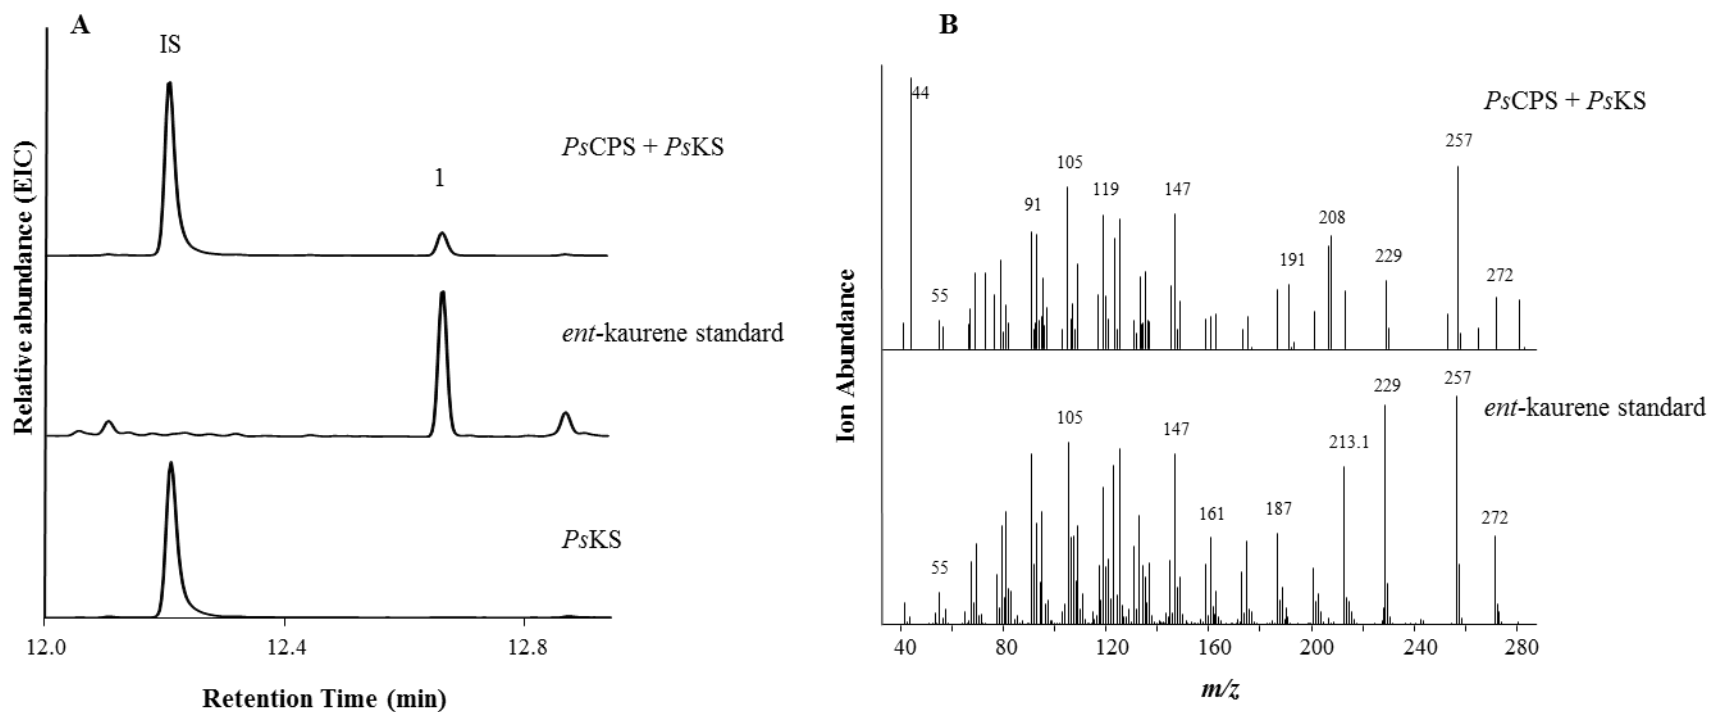 A
IS
PsCPS + PsKS
1
ent-kaurene standard
PsKS
Relative abundance (EIC)
12.0 12.4 12.8
Retention Time (min)
B
44
PsCPS + PsKS
257
105
119
147
91
208
191
229
272
55
257
229
ent-kaurene standard
105
147
213.1
161
187
272
55
Ion Abundance
40 80 120 160 200 240 280
m/z